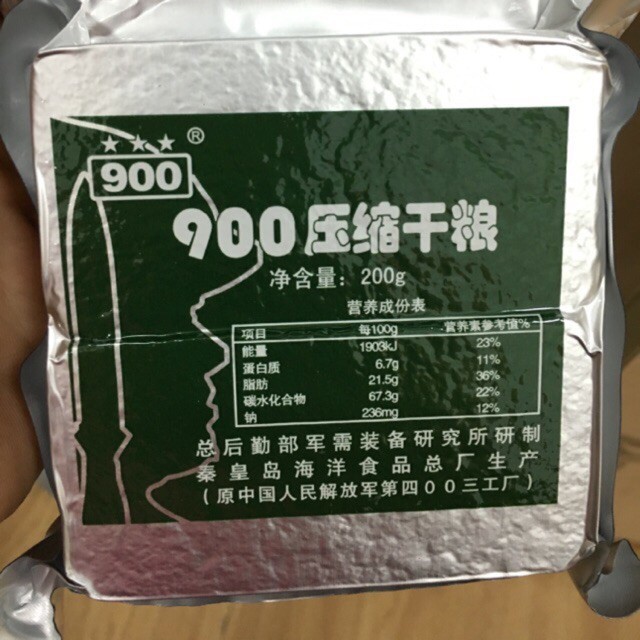 ★★★ ®
900
900压缩干粮
净含量：200g
营养成份表
项目 每100g 营养素参考值%
能量 1903kJ 23%
蛋白质 6.7g 11%
脂肪 21.5g 36%
碳水化合物 67.3g 22%
钠 236mg 12%
总后勤部军需装备研究所研制
秦皇岛海洋食品总厂生产
（原中国人民解放军第四00三工厂）